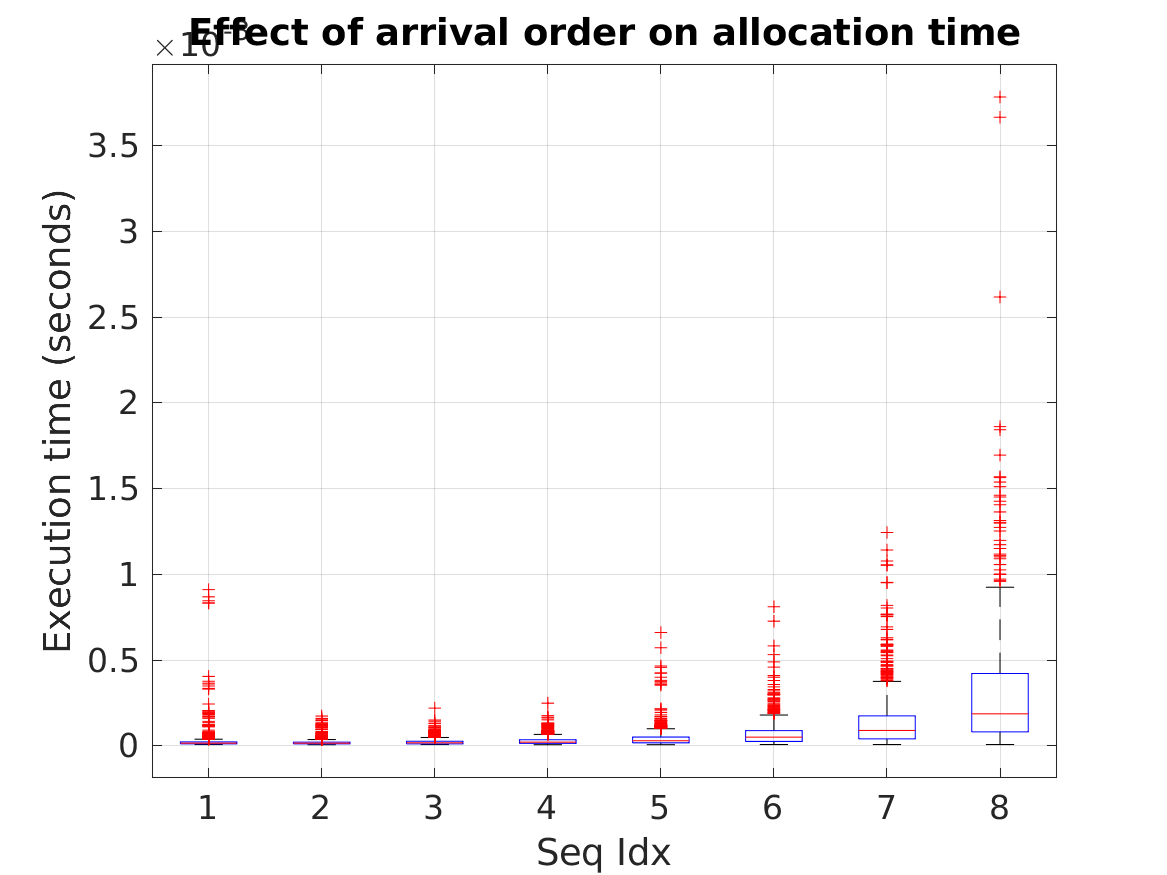 Effect of arrival order on allocation time
× 10
3.5
3
2.5
2
1.5
1
0.5
0
Execution time (seconds)
1 2 3 4 5 6 7 8
Seq Idx